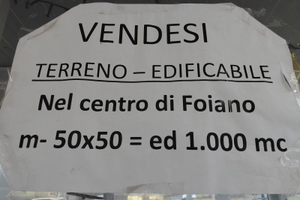 VENDESI
TERRENO – EDIFICABILE
Nel centro di Foiano
m- 50x50 = ed 1.000 mc